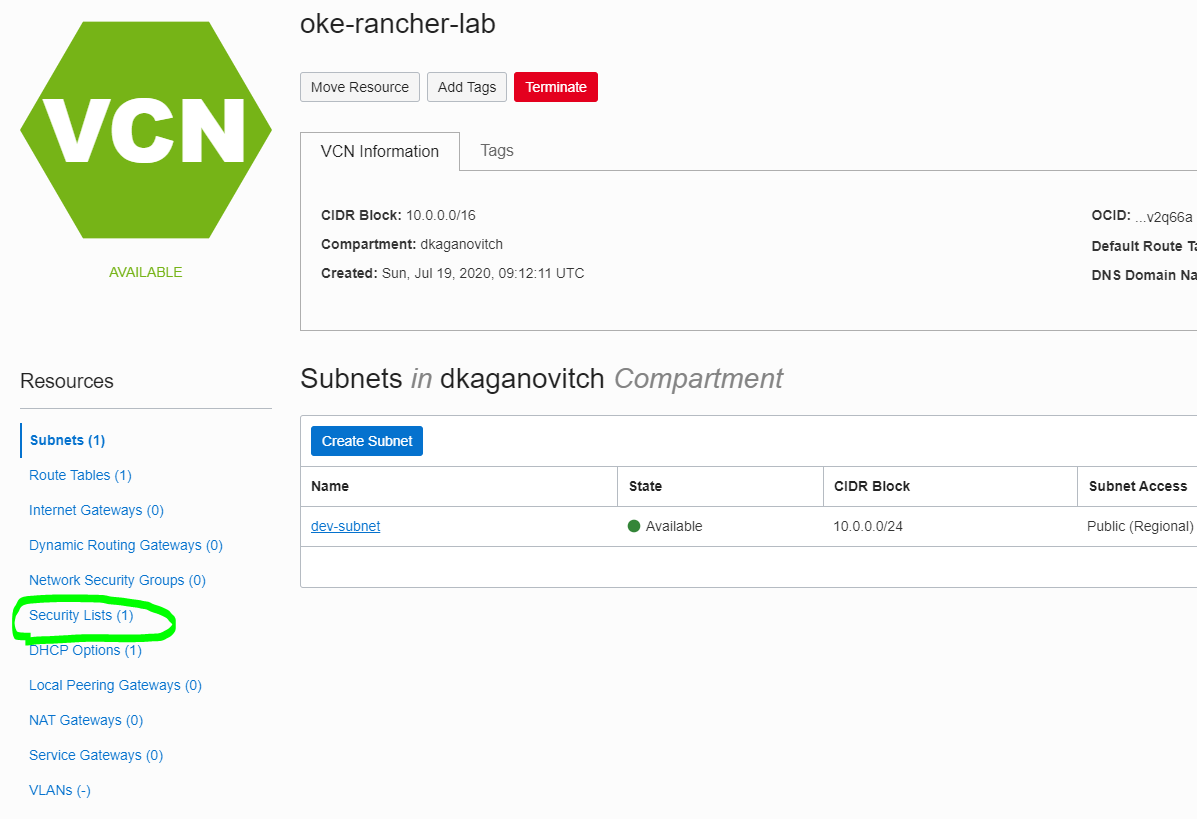 oke-rancher-lab
VCN
Move Resource Add Tags Terminate
VCN Information Tags
CIDR Block: 10.0.0.0/16
Compartment: dkaganovitch
Created: Sun, Jul 19, 2020, 09:12:11 UTC
OCID: ...v2q66a
Default Route Ta
DNS Domain Na
AVAILABLE
Resources
Subnets (1)
Route Tables (1)
Internet Gateways (0)
Dynamic Routing Gateways (0)
Network Security Groups (0)
Security Lists (1)
DHCP Options (1)
Local Peering Gateways (0)
NAT Gateways (0)
Service Gateways (0)
VLANs (-)
Subnets in dkaganovitch Compartment
Create Subnet
Name State CIDR Block Subnet Access
dev-subnet Available 10.0.0.0/24 Public (Regional)